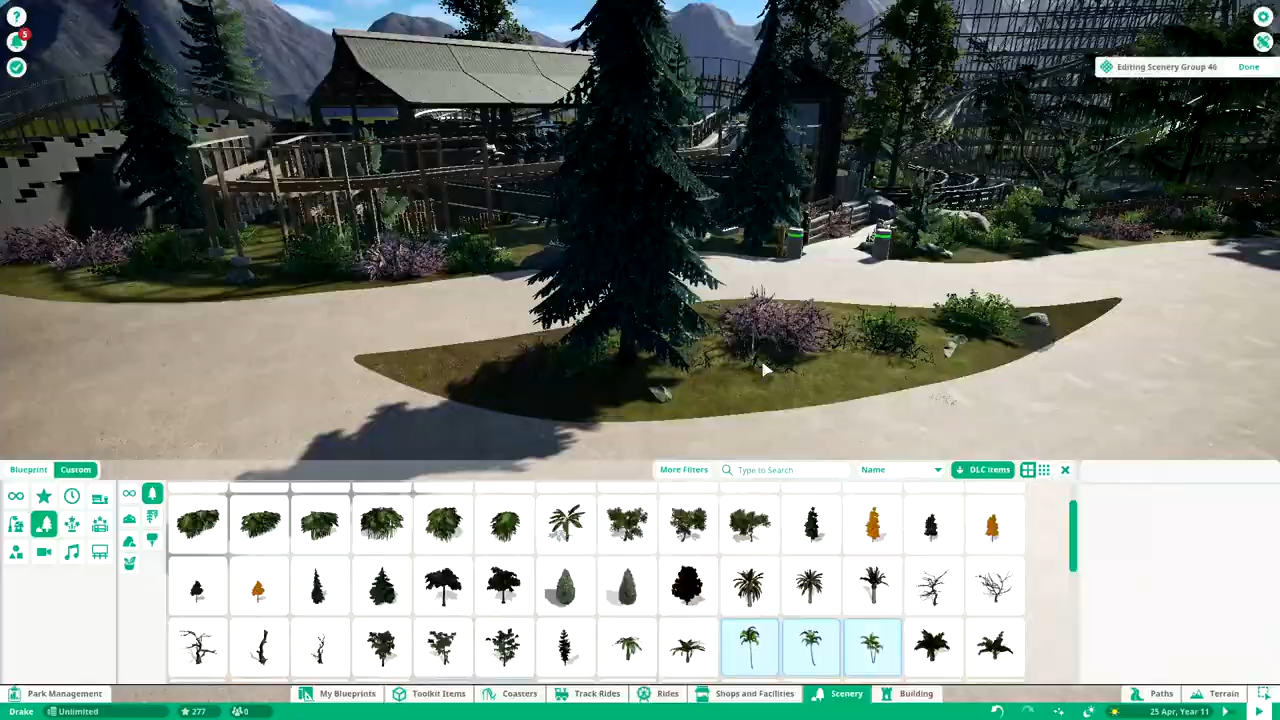 ?
5
Editing Scenery Group 46 Done
Blueprint Custom More Filters Type to Search Name DLC Items
Park Management My Blueprints Toolkit Items Coasters Track Rides Rides Shops and Facilities Scenery Building Paths Terrain
Drake Unlimited 277 0 25 Apr, Year 11